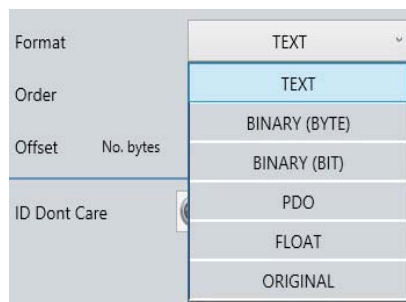 Format TEXT
TEXT
Order
BINARY (BYTE)
Offset No. bytes
BINARY (BIT)
PDO
ID Dont Care
FLOAT
ORIGINAL